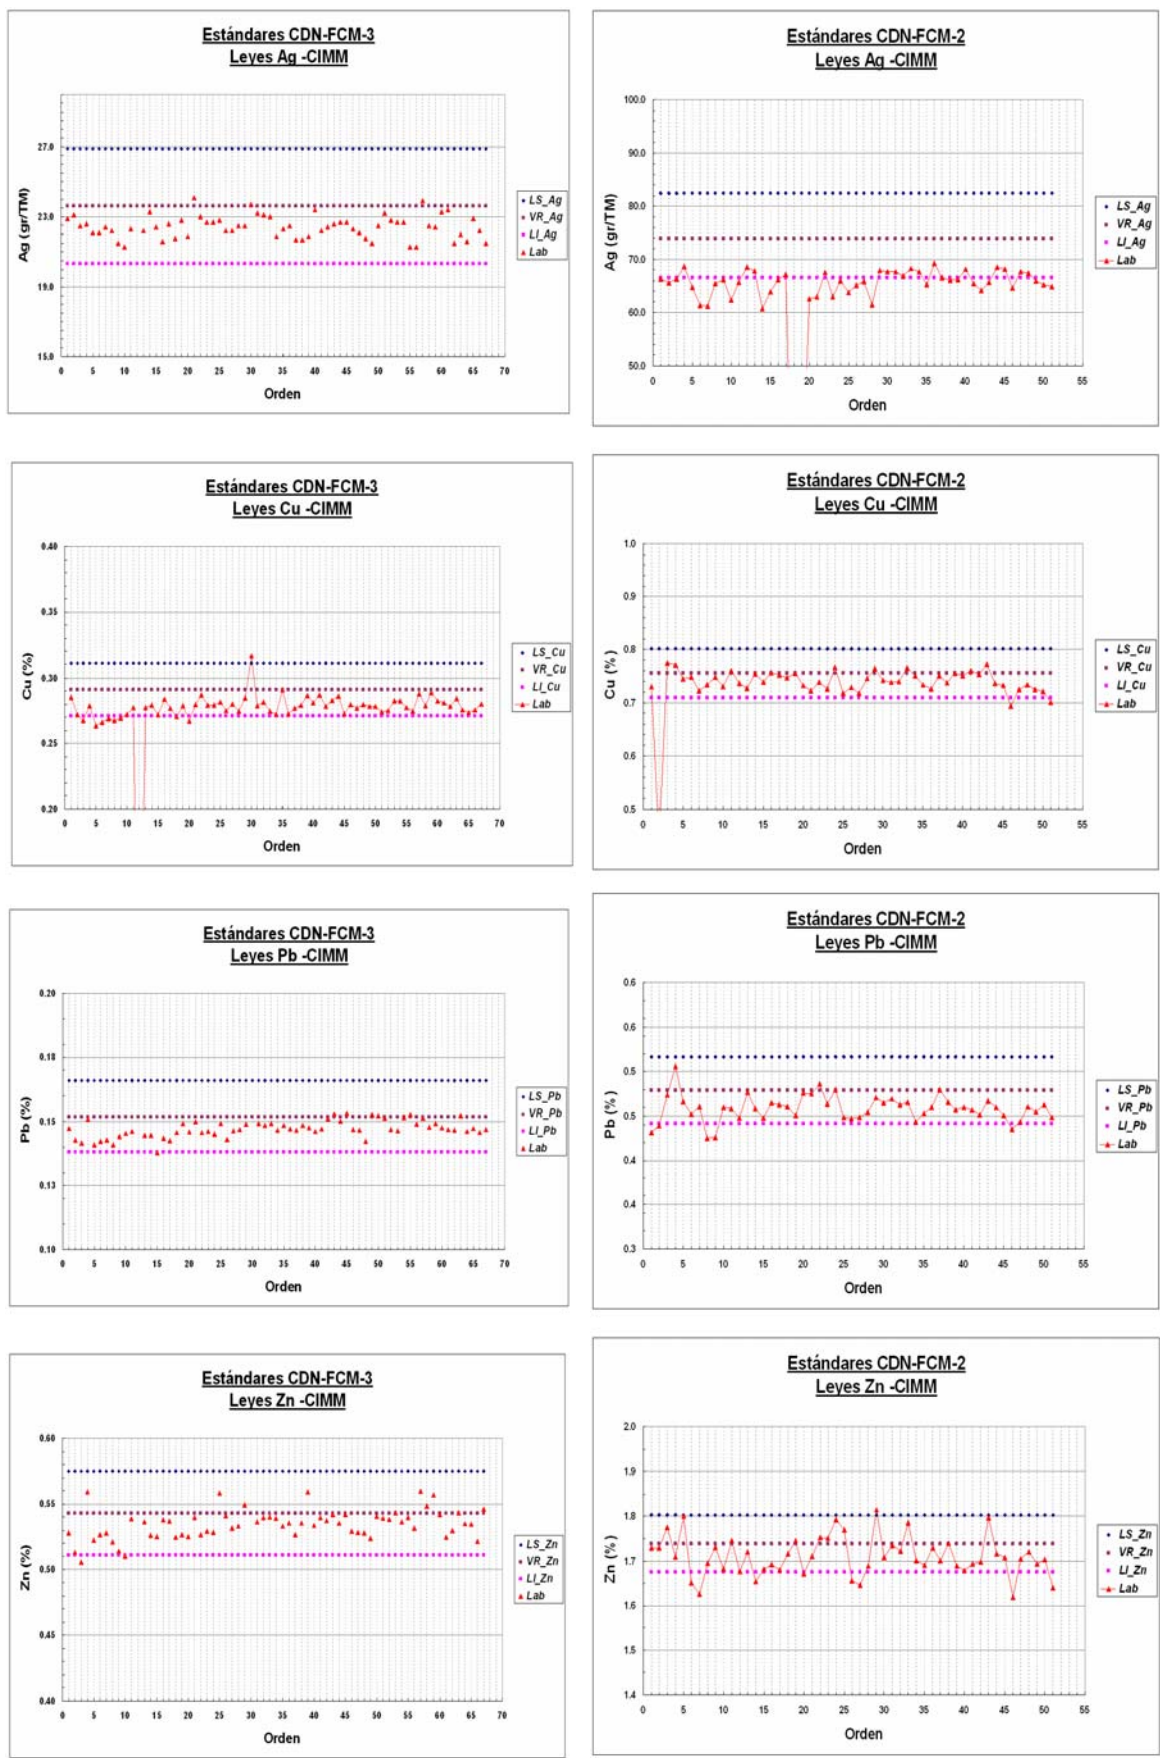 Estándares CDN-FCM-3
Leyes Ag -CIMM
Ag (gr/TM)
27.0
23.0
19.0
15.0
0 5 10 15 20 25 30 35 40 45 50 55 60 65 70
Orden
LS_Ag
VR_Ag
LI_Ag
Lab
Estándares CDN-FCM-2
Leyes Ag -CIMM
Ag (gr/TM)
100.0
90.0
80.0
70.0
60.0
50.0
0 5 10 15 20 25 30 35 40 45 50 55
Orden
LS_Ag
VR_Ag
LI_Ag
Lab
Estándares CDN-FCM-3
Leyes Cu -CIMM
Cu (%)
0.40
0.35
0.30
0.25
0.20
0 5 10 15 20 25 30 35 40 45 50 55 60 65 70
Orden
LS_Cu
VR_Cu
LI_Cu
Lab
Estándares CDN-FCM-2
Leyes Cu -CIMM
Cu (%)
1.0
0.9
0.8
0.7
0.6
0.5
0 5 10 15 20 25 30 35 40 45 50 55
Orden
LS_Cu
VR_Cu
LI_Cu
Lab
Estándares CDN-FCM-3
Leyes Pb -CIMM
Pb (%)
0.20
0.18
0.15
0.13
0.10
0 5 10 15 20 25 30 35 40 45 50 55 60 65 70
Orden
LS_Pb
VR_Pb
LI_Pb
Lab
Estándares CDN-FCM-2
Leyes Pb -CIMM
Pb (%)
0.6
0.6
0.5
0.5
0.4
0.4
0.3
0 5 10 15 20 25 30 35 40 45 50 55
Orden
LS_Pb
VR_Pb
LI_Pb
Lab
Estándares CDN-FCM-3
Leyes Zn -CIMM
Zn (%)
0.60
0.55
0.50
0.45
0.40
0 5 10 15 20 25 30 35 40 45 50 55 60 65 70
Orden
LS_Zn
VR_Zn
LI_Zn
Lab
Estándares CDN-FCM-2
Leyes Zn -CIMM
Zn (%)
2.0
1.9
1.8
1.7
1.6
1.5
1.4
0 5 10 15 20 25 30 35 40 45 50 55
Orden
LS_Zn
VR_Zn
LI_Zn
Lab